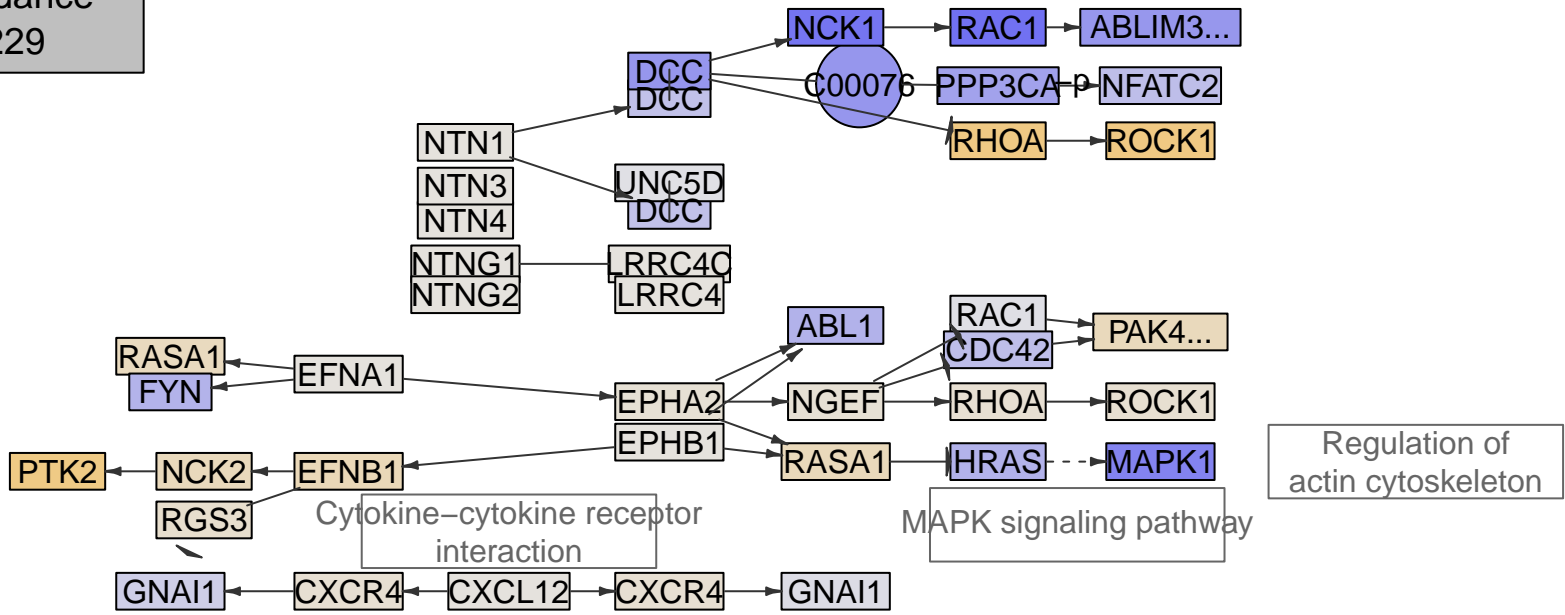 229
NCK1 RAC1 ABLIM3...
DCC C00076 PPP3CA +p NFATC2
DCC
NTN1 RHOA ROCK1
NTN3 UNC5D
NTN4 DCC
NTNG1 LRRC4C
NTNG2 LRRC4
ABL1 RAC1 PAK4...
RASA1 EFNA1 CDC42
FYN EPHA2 NGEF RHOA ROCK1
EPHB1
PTK2 NCK2 EFNB1 RASA1 HRAS MAPK1
Regulation of
actin cytoskeleton
RGS3
Cytokine−cytokine receptor
interaction
MAPK signaling pathway
GNAI1 CXCR4 CXCL12 CXCR4 GNAI1